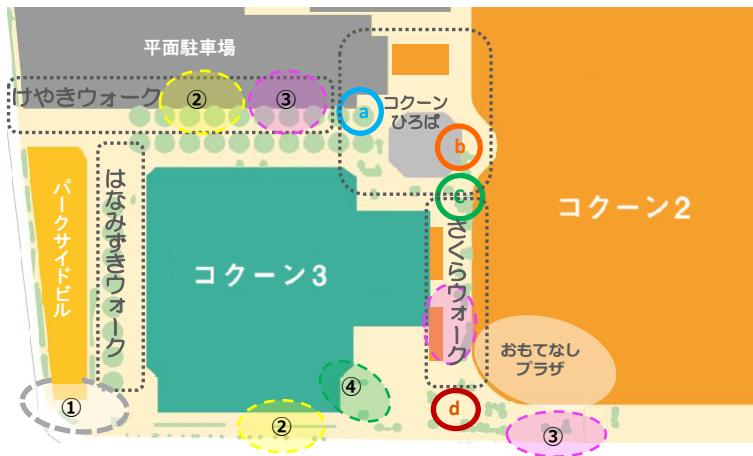 平面駐車場
けやきウォーク
②
③
a
コクーン
ひろば
b
c
パークサイドビル
はなみずきウォーク
コクーン3
さくらウォーク
コクーン2
おもてなし
プラザ
①
②
④
d
③